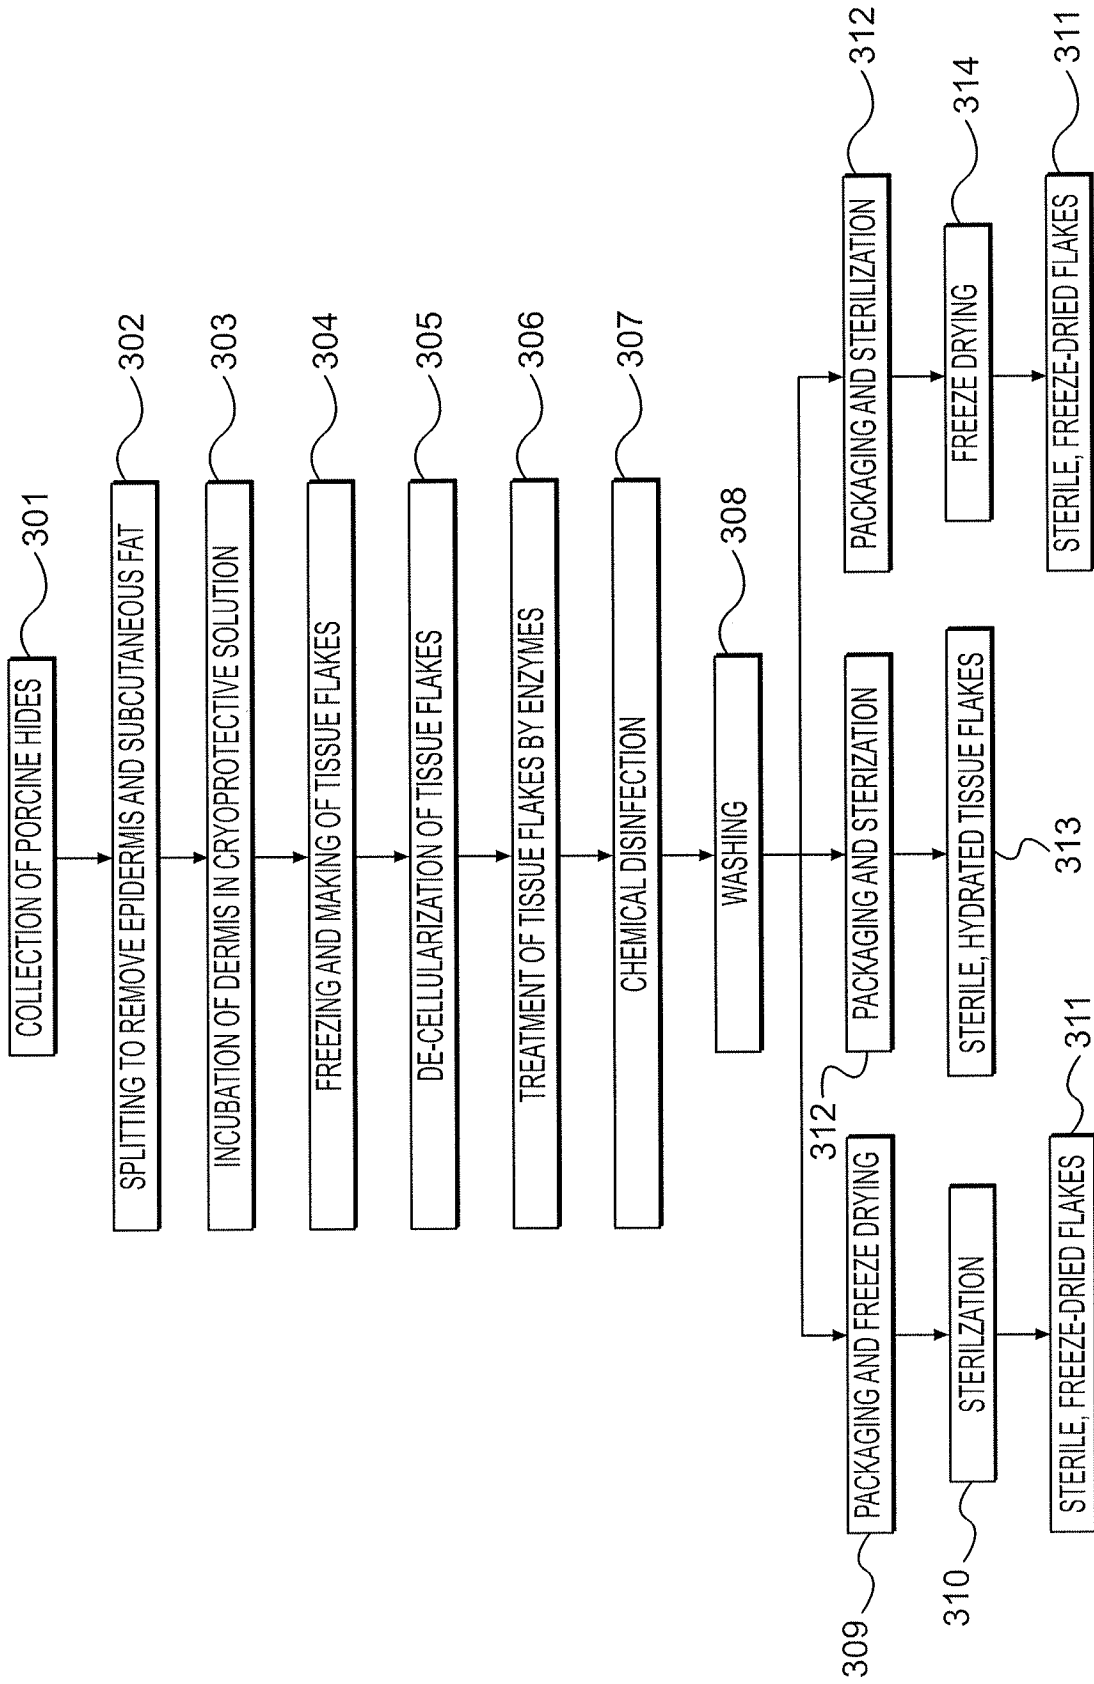 COLLECTION OF PORCINE HIDES
301
SPLITTING TO REMOVE EPIDERMIS AND SUBCUTANEOUS FAT
302
INCUBATION OF DERMIS IN CRYOPROTECTIVE SOLUTION
303
FREEZING AND MAKING OF TISSUE FLAKES
304
DE-CELLULARIZATION OF TISSUE FLAKES
305
TREATMENT OF TISSUE FLAKES BY ENZYMES
306
CHEMICAL DISINFECTION
307
WASHING
308
309
PACKAGING AND FREEZE DRYING
312
PACKAGING AND STERIZATION
PACKAGING AND STERILIZATION
312
310
STERILZATION
STERILE, HYDRATED TISSUE FLAKES
313
FREEZE DRYING
314
STERILE, FREEZE-DRIED FLAKES
311
STERILE, FREEZE-DRIED FLAKES
311